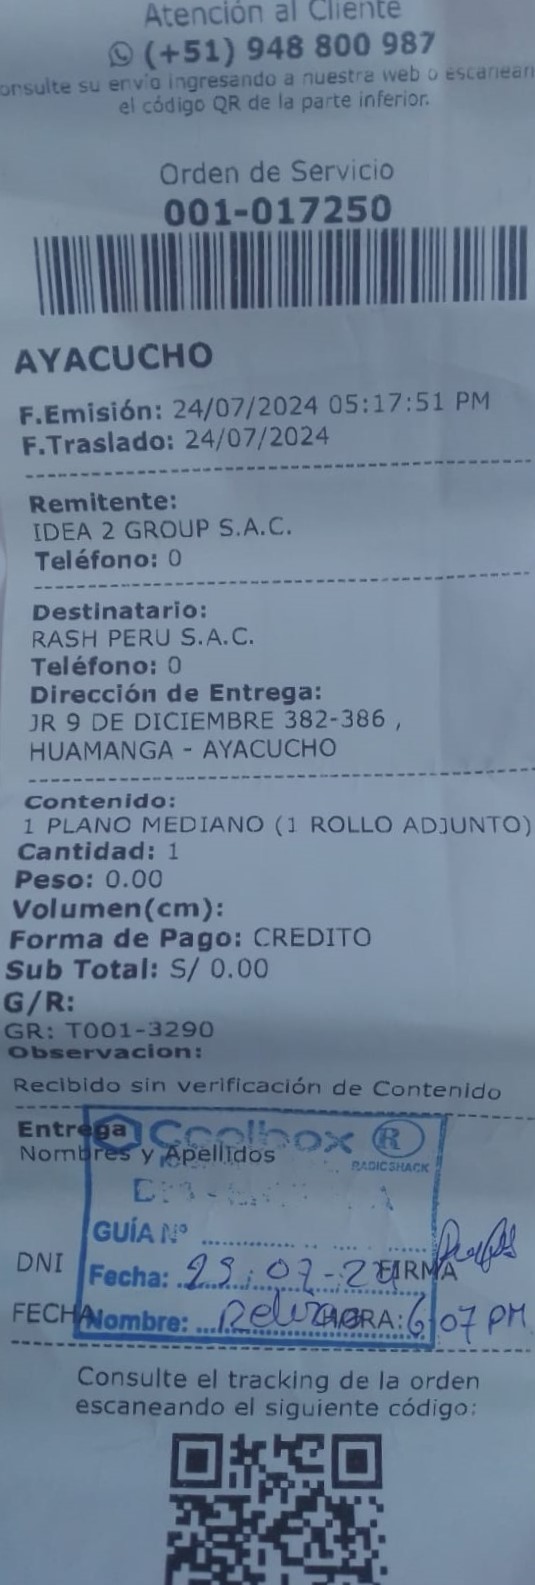 Atención al Cliente
(+51) 948 800 987
onsulte su envío ingresando a nuestra web o escanean
el código QR de la parte inferior.
Orden de Servicio
001-017250
AYACUCHO
F.Emisión: 24/07/2024 05:17:51 PM
F.Traslado: 24/07/2024
Remitente:
IDEA 2 GROUP S.A.C.
Teléfono: 0
Destinatario:
RASH PERU S.A.C.
Teléfono: 0
Dirección de Entrega:
JR 9 DE DICIEMBRE 382-386 ,
HUAMANGA - AYACUCHO
Contenido:
1 PLANO MEDIANO (1 ROLLO ADJUNTO)
Cantidad: 1
Peso: 0.00
Volumen(cm):
Forma de Pago: CREDITO
Sub Total: S/ 0.00
G/R:
GR: T001-3290
Observacion:
Recibido sin verificación de Contenido
Entrega Coolbox R
Nombres y Apellidos RADIOSHACK
GUÍA Nº
DNI Fecha: FIRMA
FECHA Nombre: HORA: 6:07 PM
Consulte el tracking de la orden
escaneando el siguiente código: